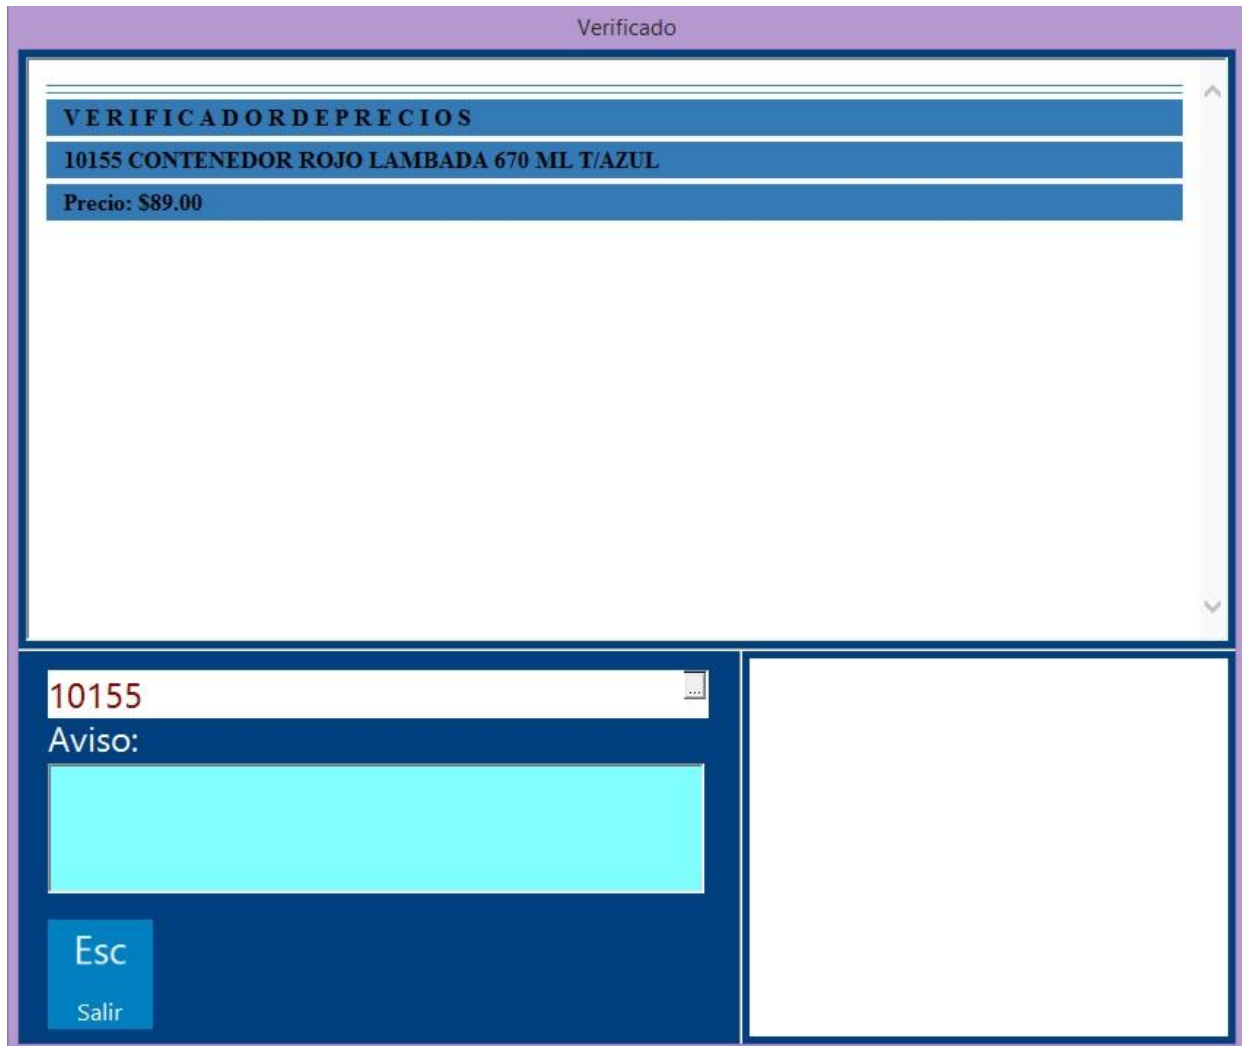 Verificado
V E R I F I C A D O R D E P R E C I O S
10155 CONTENEDOR ROJO LAMBADA 670 ML T/AZUL
Precio: $89.00
10155
...
Aviso:
Esc
Salir